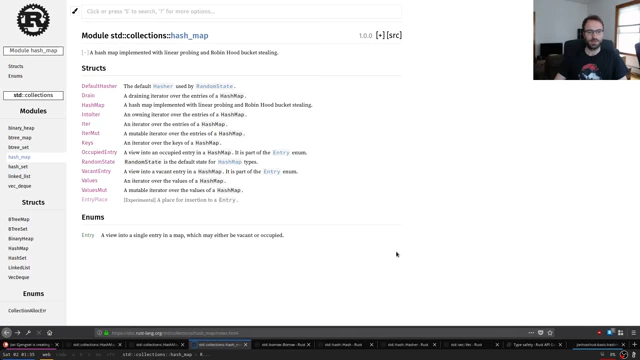 Click or press 'S' to search, '?' for more options...
Module std::collections::hash_map
1.0.0 [+] [src]
Module hash_map
[-] A hash map implemented with linear probing and Robin Hood bucket stealing.
Structs
Enums
Structs
std::collections
DefaultHasher The default Hasher used by RandomState.
Drain A draining iterator over the entries of a HashMap.
HashMap A hash map implemented with linear probing and Robin Hood bucket stealing.
IntoIter An owning iterator over the entries of a HashMap.
Iter An iterator over the entries of a HashMap.
IterMut A mutable iterator over the entries of a HashMap.
Keys An iterator over the keys of a HashMap.
OccupiedEntry A view into an occupied entry in a HashMap. It is part of the Entry enum.
RandomState RandomState is the default state for HashMap types.
VacantEntry A view into a vacant entry in a HashMap. It is part of the Entry enum.
Values An iterator over the values of a HashMap.
ValuesMut A mutable iterator over the values of a HashMap.
EntryPlace [Experimental] A place for insertion to a Entry.
Modules
binary_heap
btree_map
btree_set
hash_map
hash_set
linked_list
vec_deque
Enums
Entry A view into a single entry in a map, which may either be vacant or occupied.
Structs
BTreeMap
BTreeSet
BinaryHeap
HashMap
HashSet
LinkedList
VecDeque
Enums
CollectionAllocErr